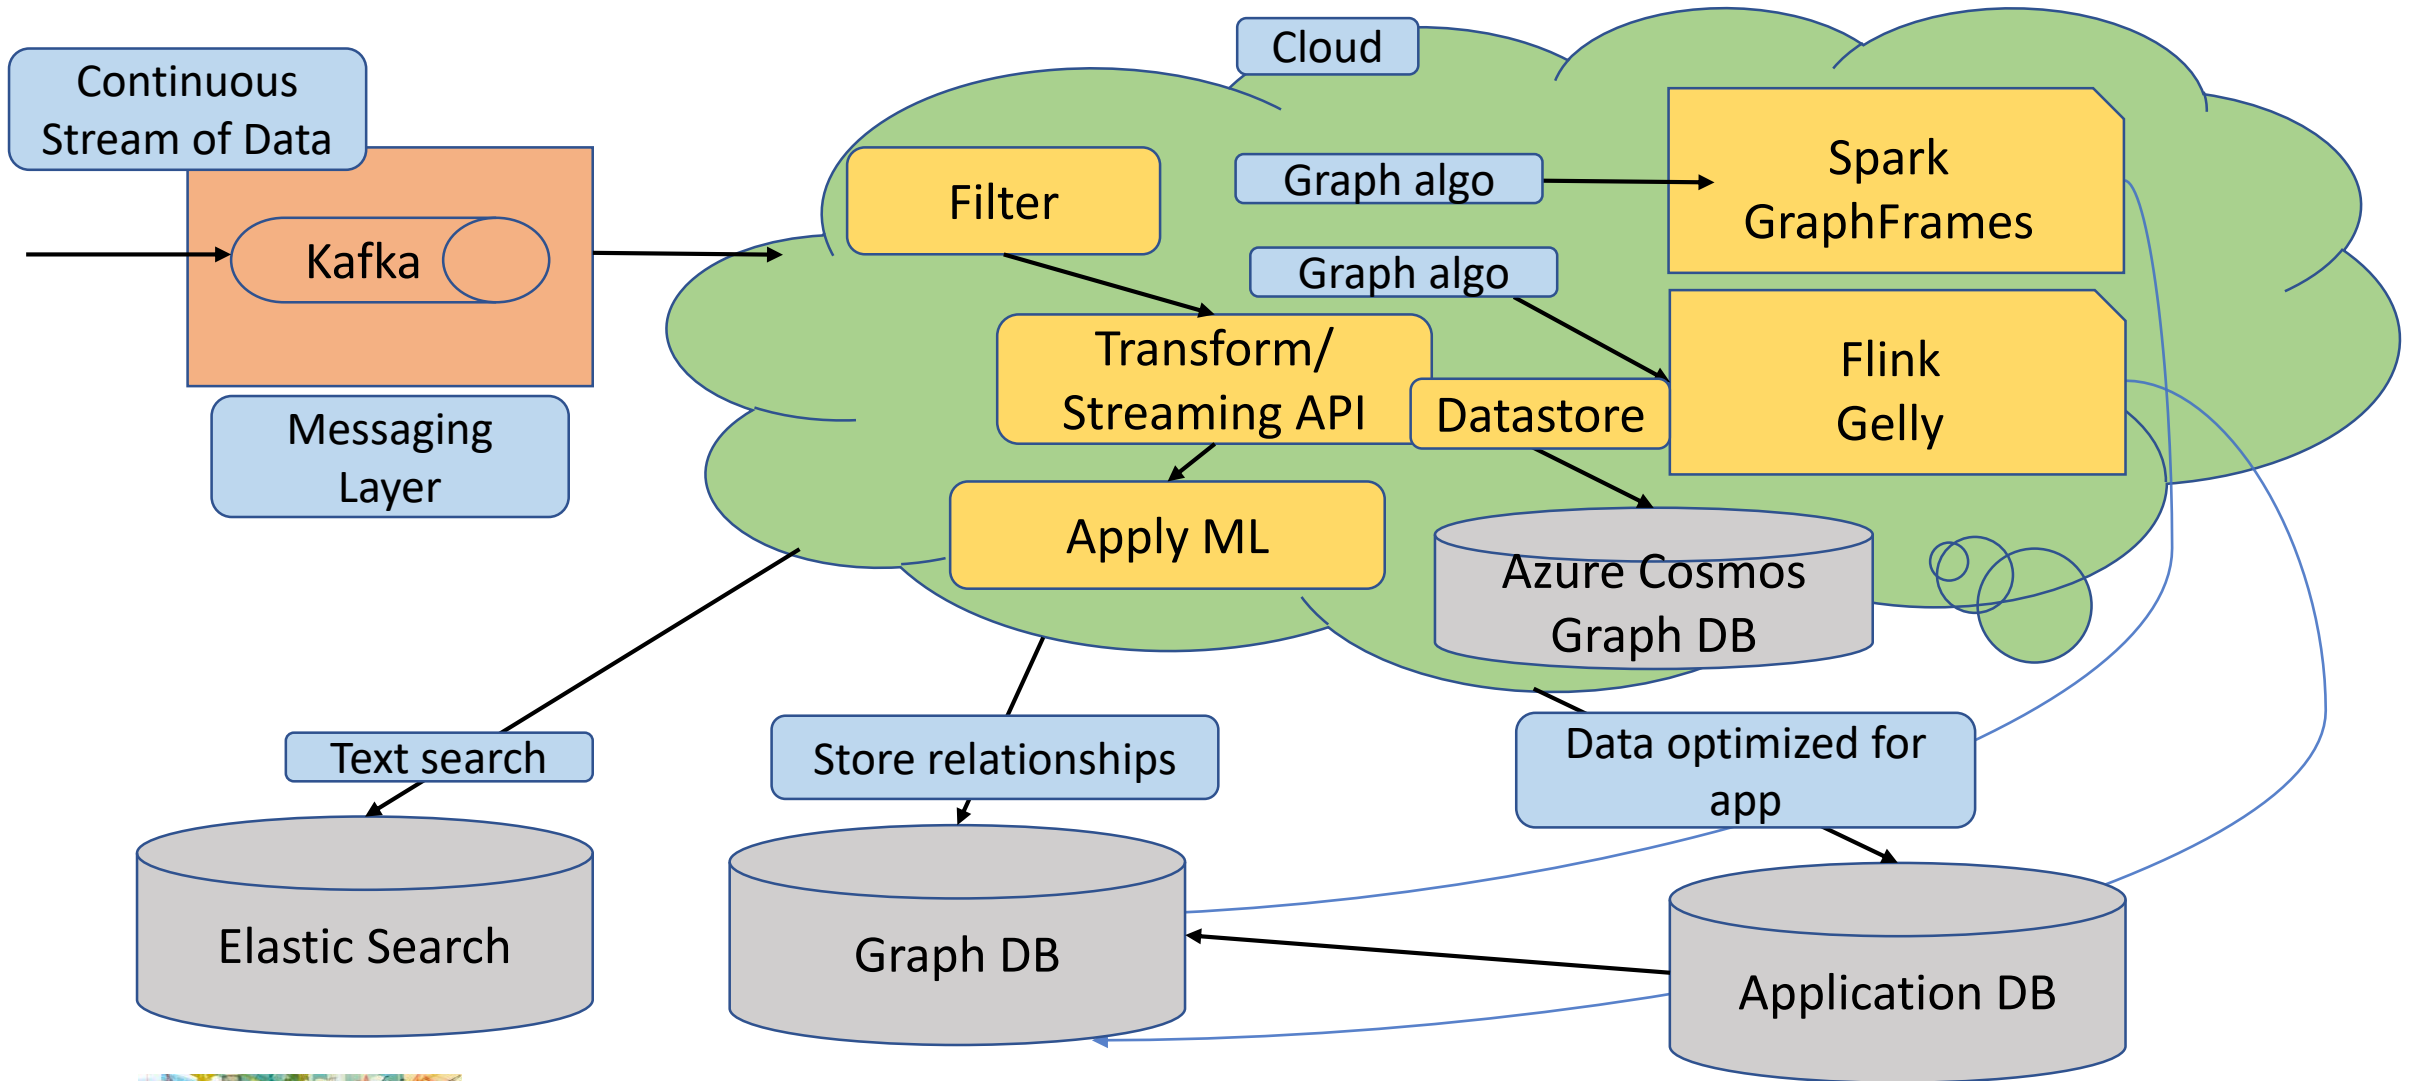 Cloud
Continuous
Stream of Data
Kafka
Messaging
Layer
Filter
Graph algo
Spark
GraphFrames
Graph algo
Transform/
Streaming API
Datastore
Flink
Gelly
Apply ML
Azure Cosmos
Graph DB
Text search
Store relationships
Data optimized for
app
Elastic Search
Graph DB
Application DB